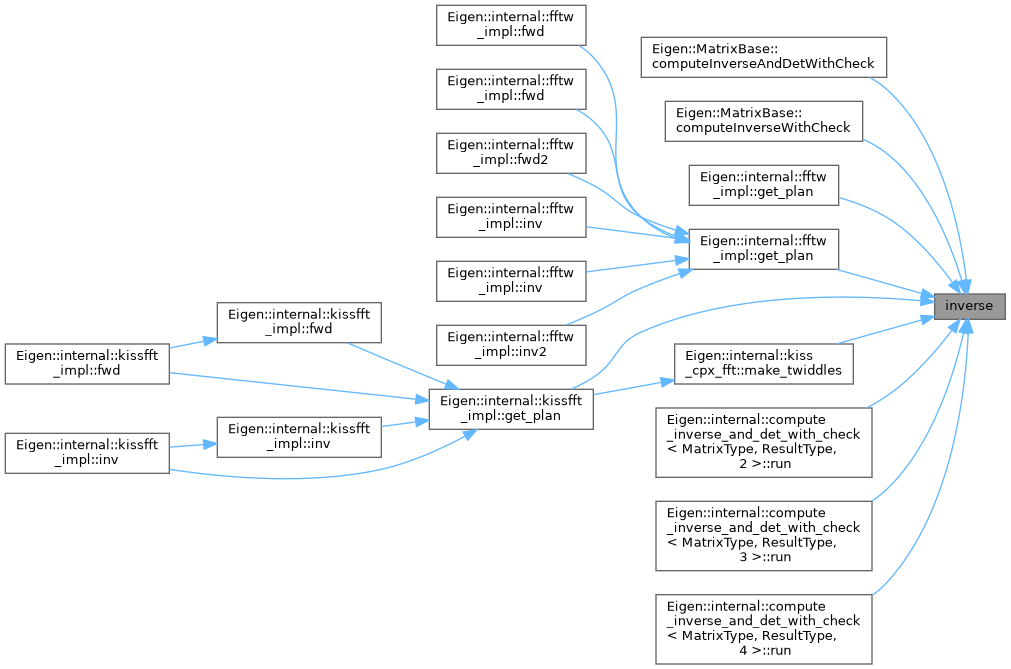 Eigen::internal::fftw
_impl::fwd
Eigen::internal::fftw
_impl::fwd
Eigen::internal::fftw
_impl::fwd2
Eigen::internal::fftw
_impl::inv
Eigen::internal::fftw
_impl::inv
Eigen::internal::fftw
_impl::inv2
Eigen::internal::kissfft
_impl::fwd
Eigen::internal::kissfft
_impl::fwd
Eigen::internal::kissfft
_impl::inv
Eigen::internal::kissfft
_impl::inv
Eigen::internal::kissfft
_impl::get_plan
Eigen::MatrixBase::
computeInverseAndDetWithCheck
Eigen::MatrixBase::
computeInverseWithCheck
Eigen::internal::fftw
_impl::get_plan
Eigen::internal::fftw
_impl::get_plan
Eigen::internal::kiss
_cpx_fft::make_twiddles
Eigen::internal::compute
_inverse_and_det_with_check
< MatrixType, ResultType,
2 >::run
Eigen::internal::compute
_inverse_and_det_with_check
< MatrixType, ResultType,
3 >::run
Eigen::internal::compute
_inverse_and_det_with_check
< MatrixType, ResultType,
4 >::run
inverse